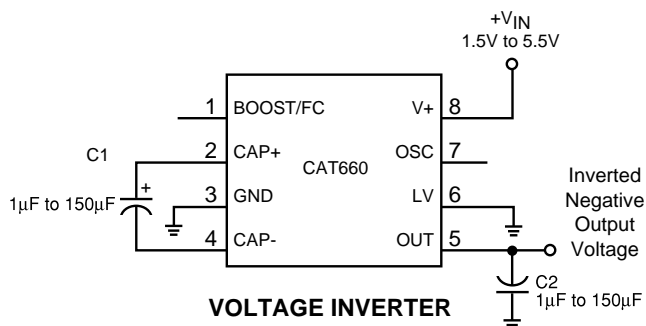 +VIN
1.5V to 5.5V
1 BOOST/FC V+ 8
2 CAP+ OSC 7
CAT660
3 GND LV 6
4 CAP- OUT 5
C1
+
1µF to 150µF
Inverted
Negative
Output
Voltage
C2
1µF to 150µF
VOLTAGE INVERTER